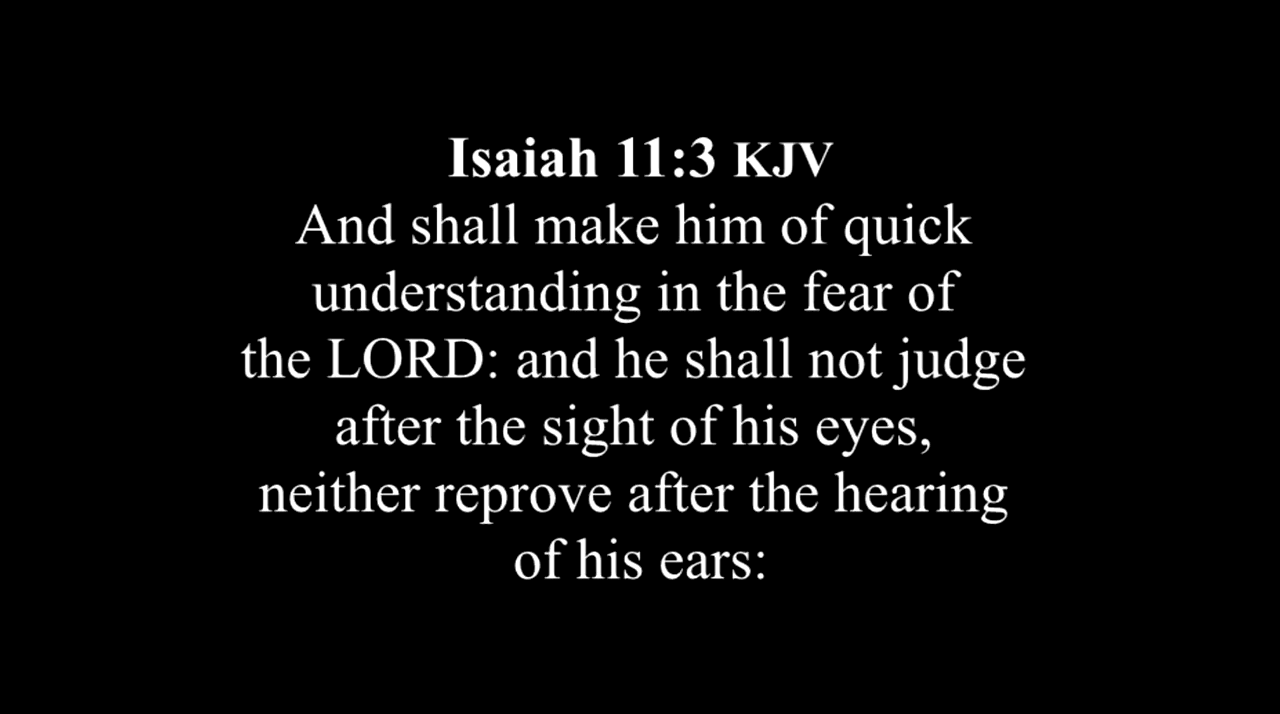 Isaiah 11:3 KJV
And shall make him of quick
understanding in the fear of
the LORD: and he shall not judge
after the sight of his eyes,
neither reprove after the hearing
of his ears: